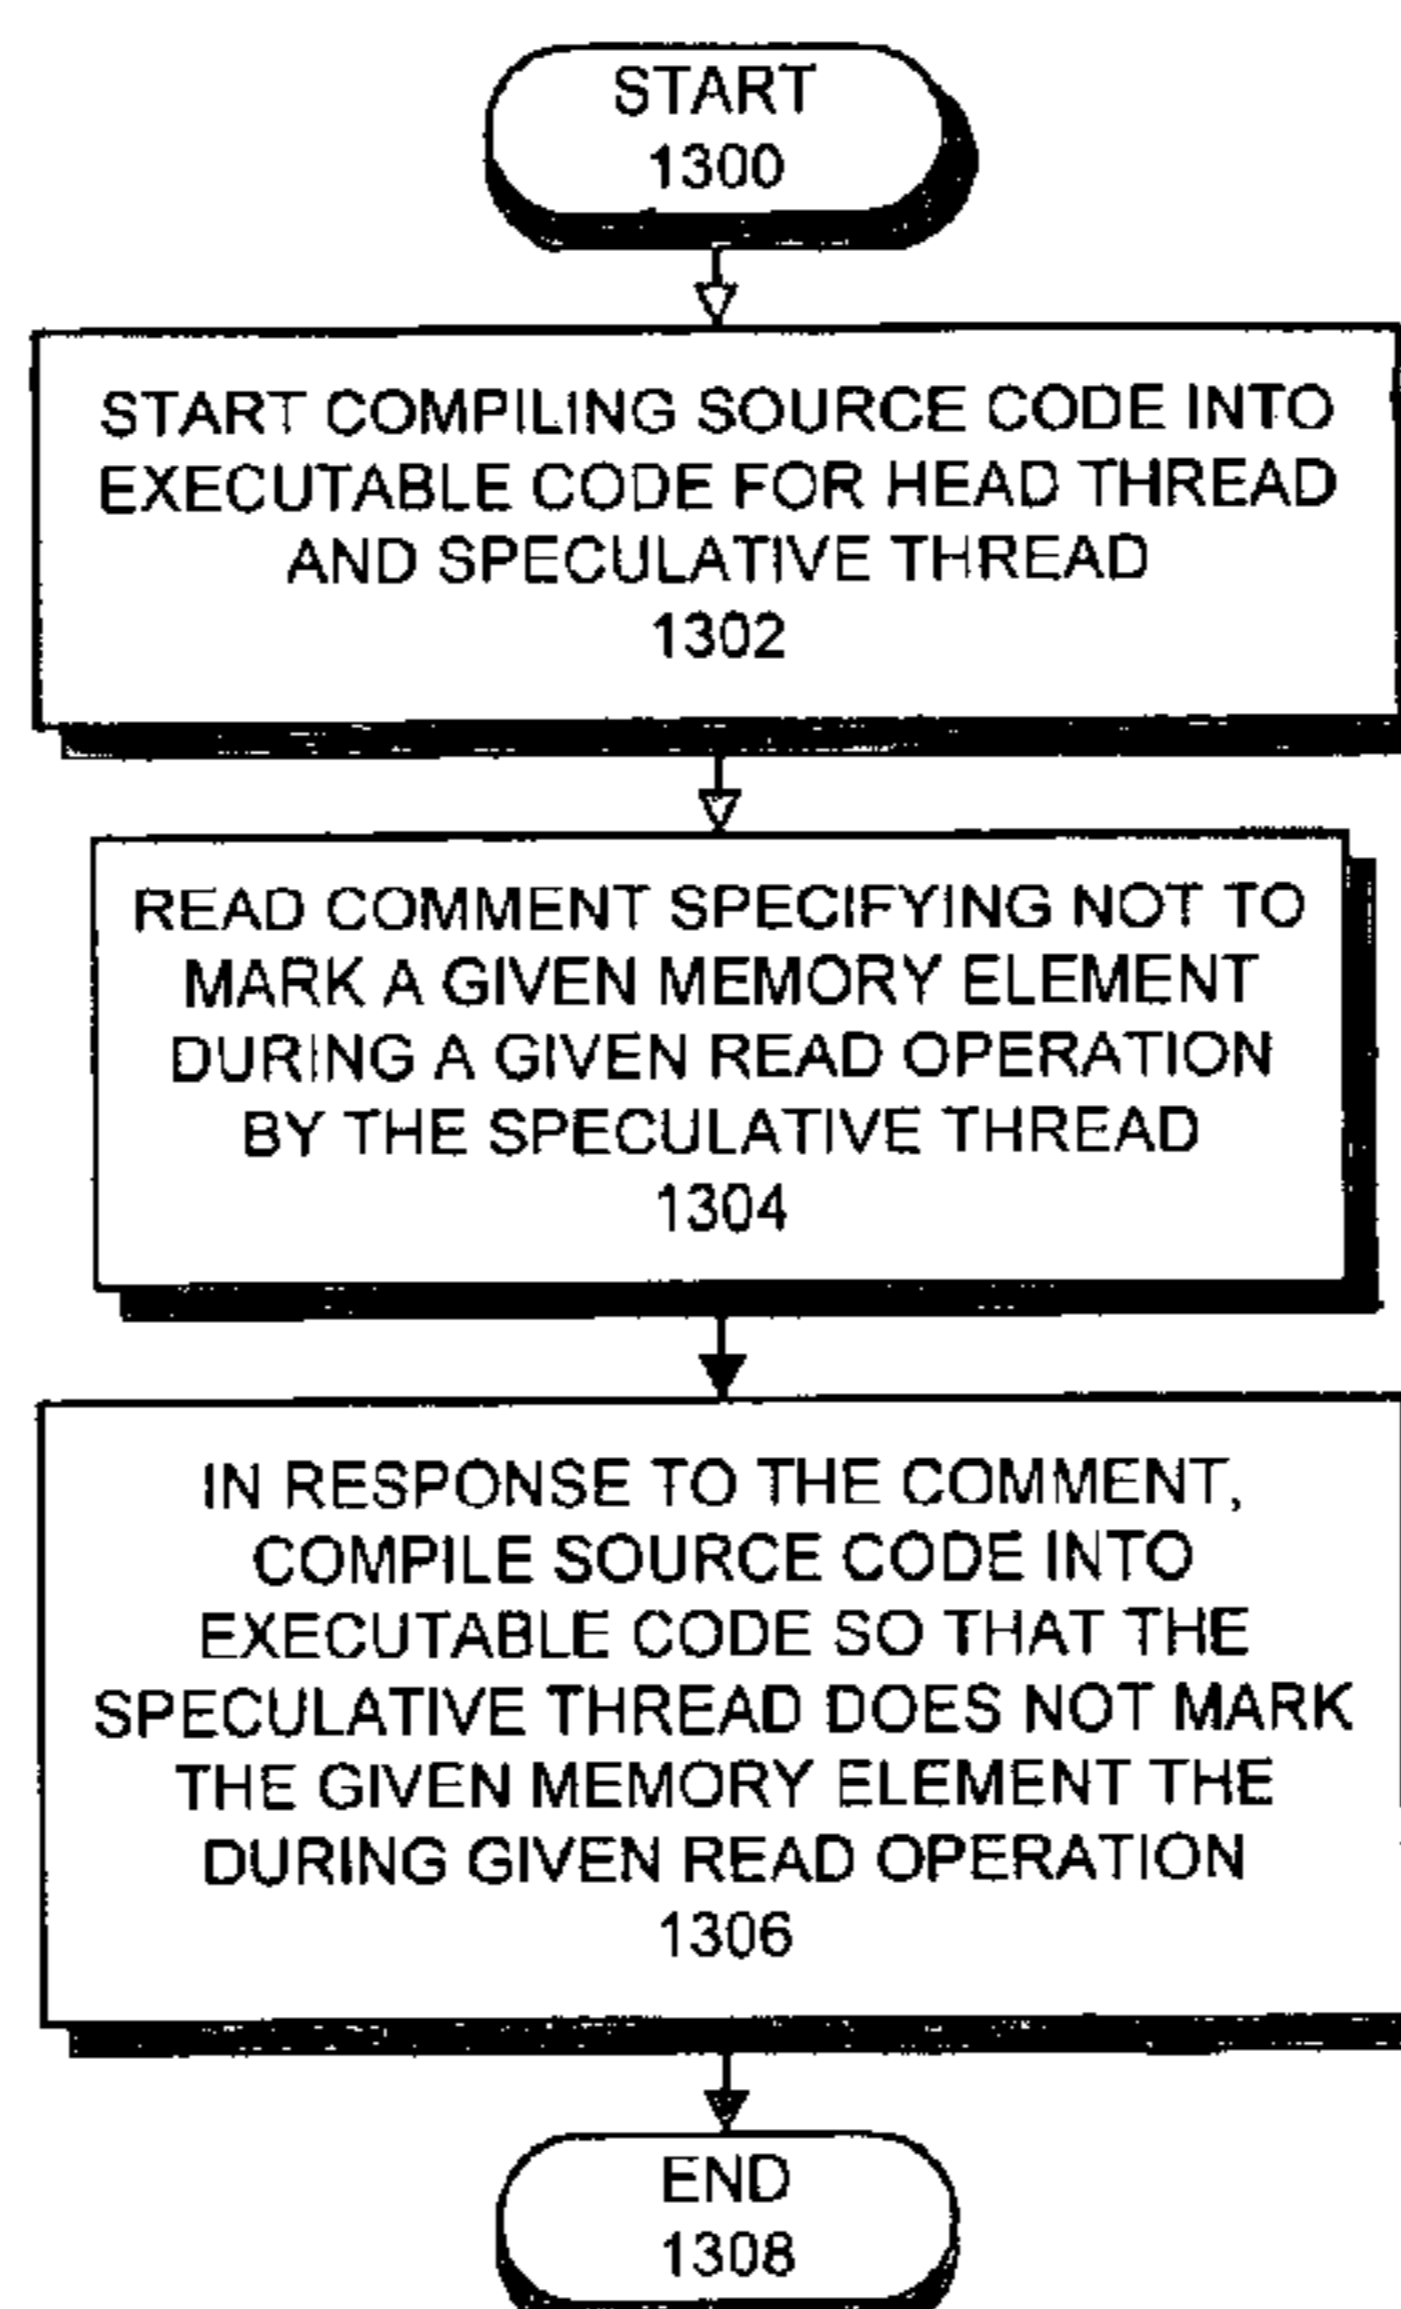 START
1300
START COMPILING SOURCE CODE INTO
EXECUTABLE CODE FOR HEAD THREAD
AND SPECULATIVE THREAD
1302
READ COMMENT SPECIFYING NOT TO
MARK A GIVEN MEMORY ELEMENT
DURING A GIVEN READ OPERATION
BY THE SPECULATIVE THREAD
1304
IN RESPONSE TO THE COMMENT,
COMPILE SOURCE CODE INTO
EXECUTABLE CODE SO THAT THE
SPECULATIVE THREAD DOES NOT MARK
THE GIVEN MEMORY ELEMENT THE
DURING GIVEN READ OPERATION
1306
END
1308